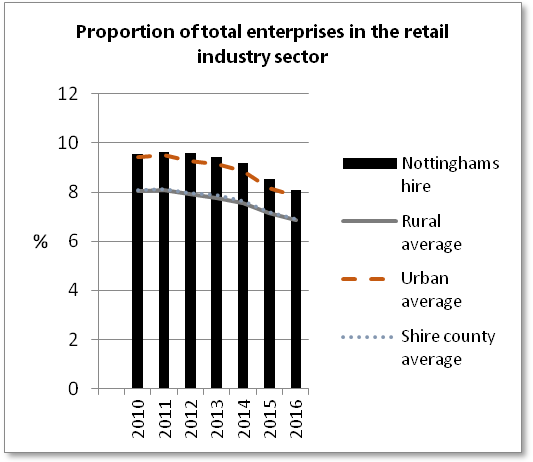 Proportion of total enterprises in the retail
industry sector
12
10
8
6
4
2
0
%
2010
2011
2012
2013
2014
2015
2016
Nottinghams
hire
Rural
average
Urban
average
Shire county
average